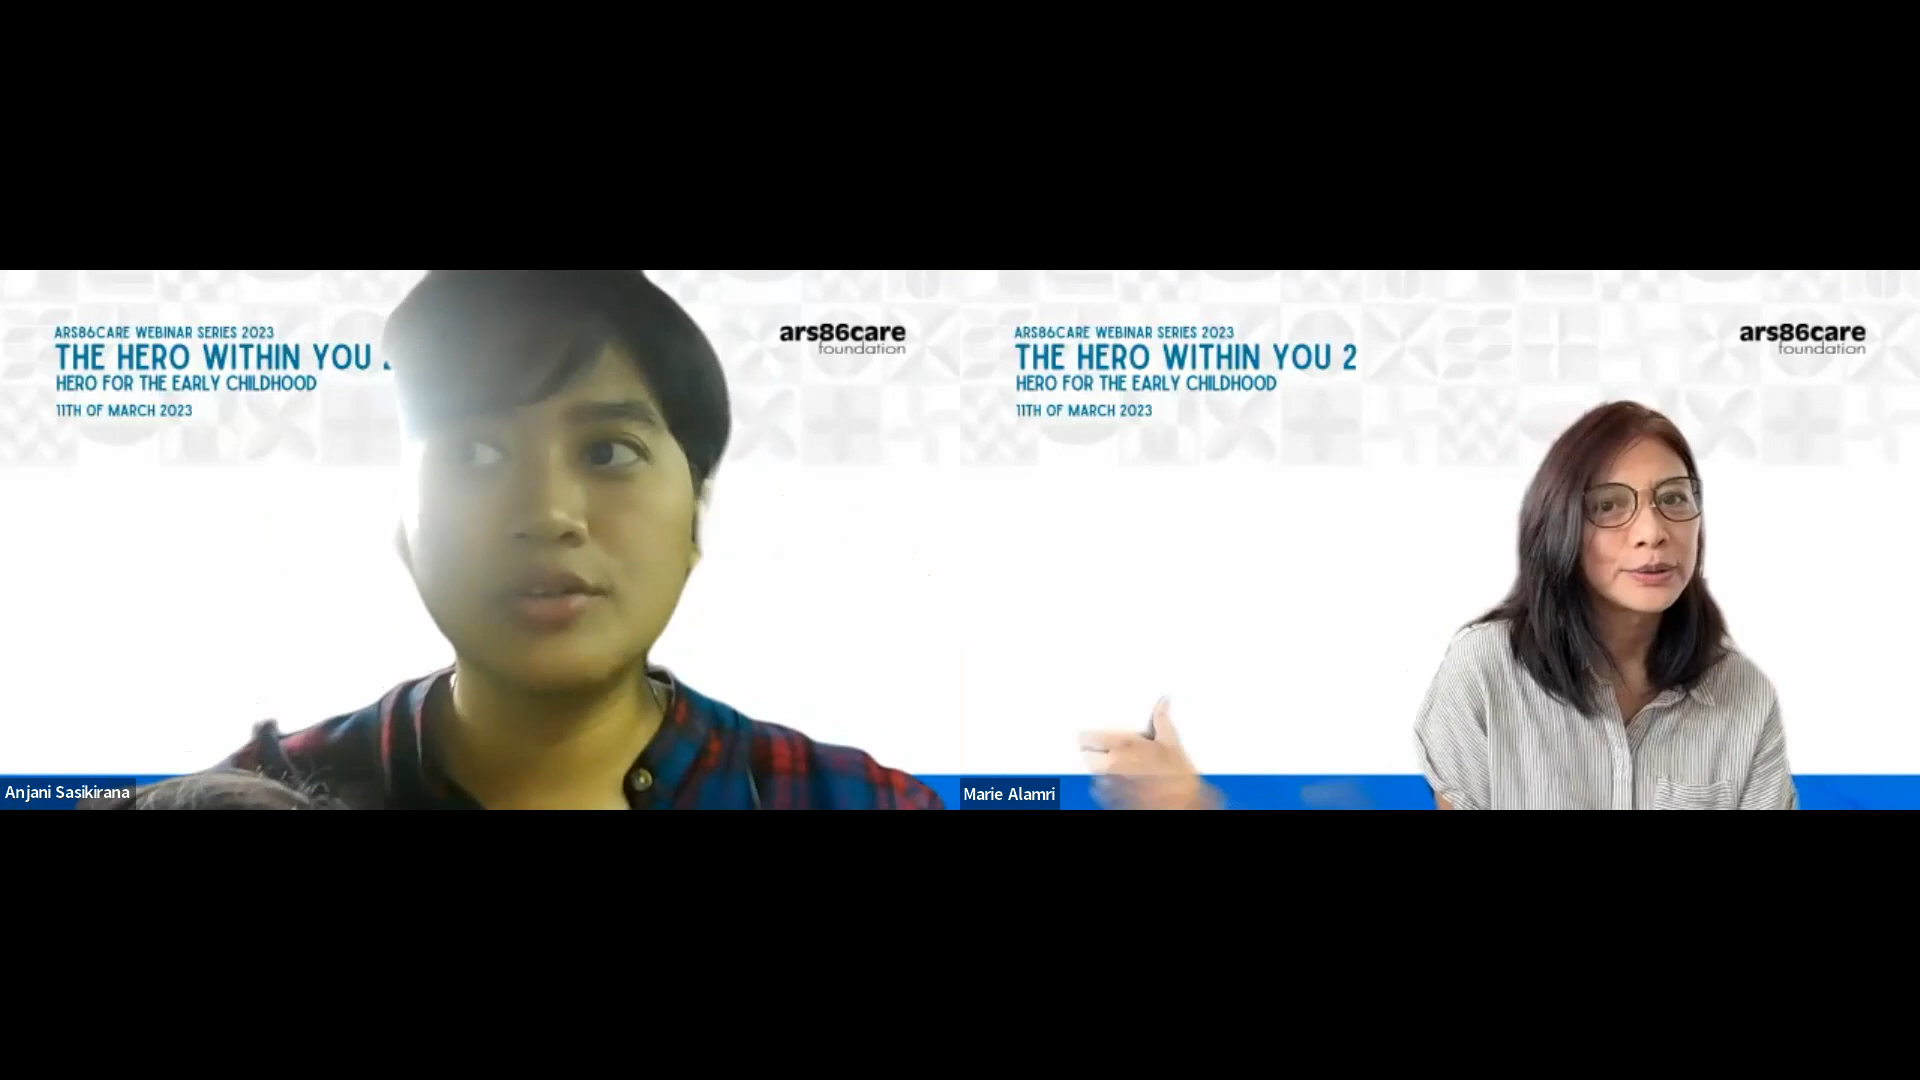 ARS86CARE WEBINAR SERIES 2023
THE HERO WITHIN YOU
HERO FOR THE EARLY CHILDHOOD
11TH OF MARCH 2023
ars86care
foundation
Anjani Sasikirana
ARS86CARE WEBINAR SERIES 2023
THE HERO WITHIN YOU 2
HERO FOR THE EARLY CHILDHOOD
11TH OF MARCH 2023
ars86care
foundation
Marie Alamri